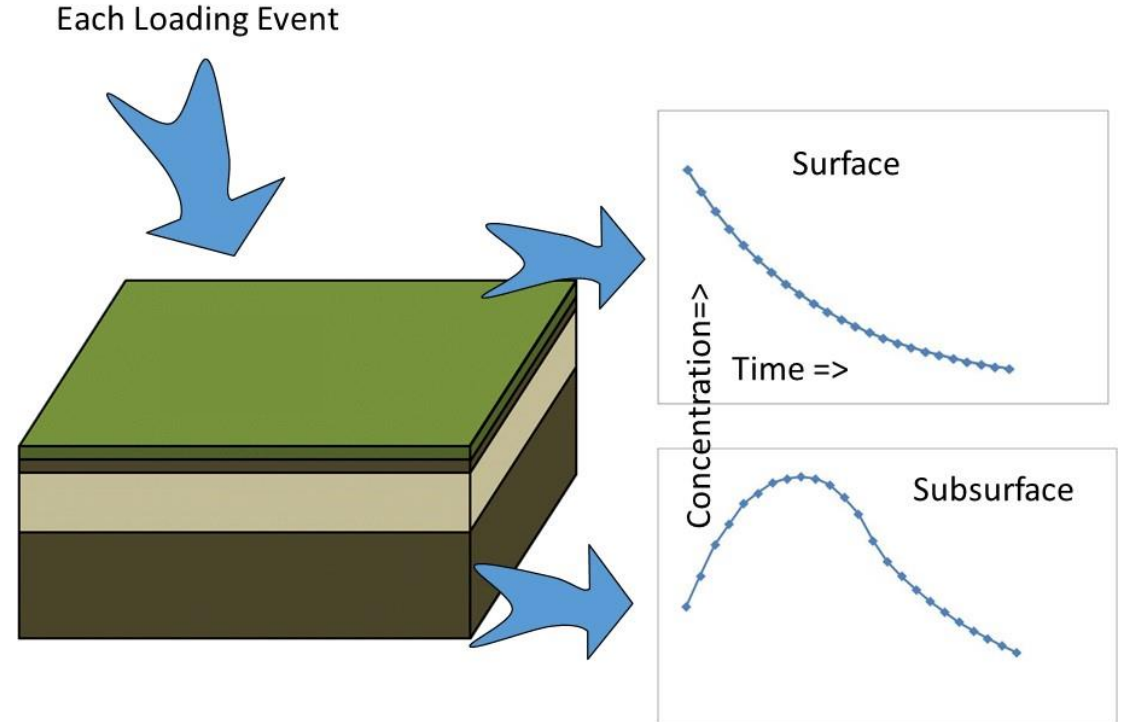 Each Loading Event
Surface
Concentration=>
Time =>
Subsurface